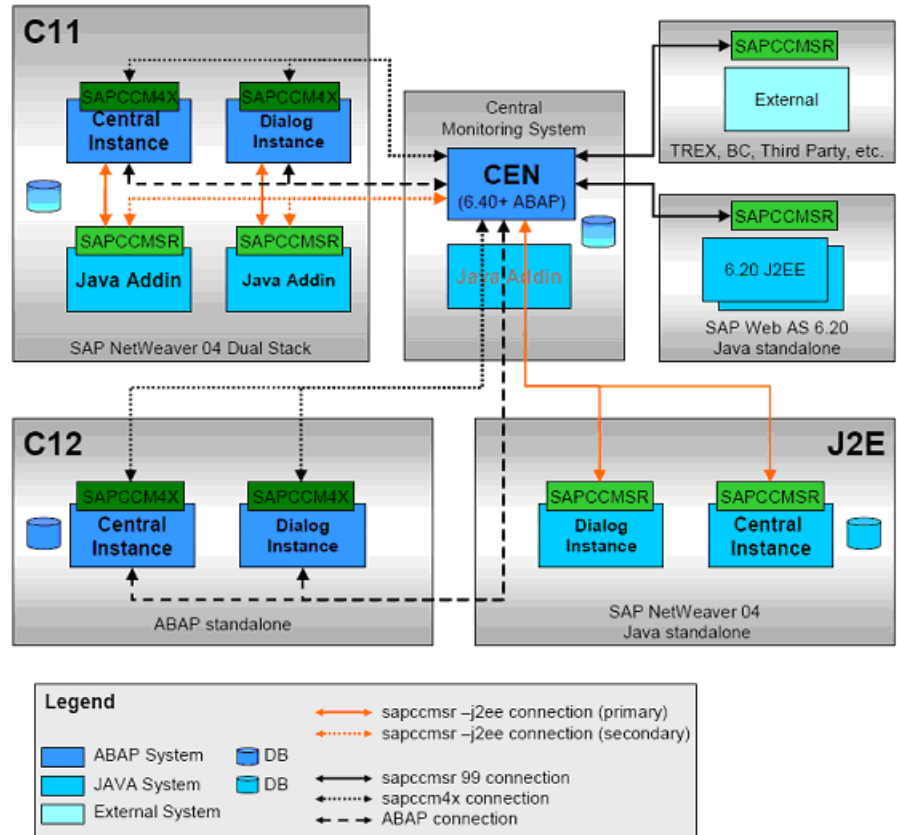 C11
SAPCCM4X
Central
Instance
SAPCCM4X
Dialog
Instance
SAPCCMSR
Java Addin
SAPCCMSR
Java Addin
SAP NetWeaver 04 Dual Stack
Central
Monitoring System
CEN
(6.40+ ABAP)
Java Addin
SAPCCMSR
External
TREX, BC, Third Party, etc.
SAPCCMSR
6.20 J2EE
SAP Web AS 6.20
Java standalone
C12
SAPCCM4X
Central
Instance
SAPCCM4X
Dialog
Instance
ABAP standalone
J2E
SAPCCMSR
Dialog
Instance
SAPCCMSR
Central
Instance
SAP NetWeaver 04
Java standalone
Legend
ABAP System
DB
JAVA System
DB
External System
sapccmsr –j2ee connection (primary)
sapccmsr –j2ee connection (secondary)
sapccmsr 99 connection
sapccm4x connection
ABAP connection